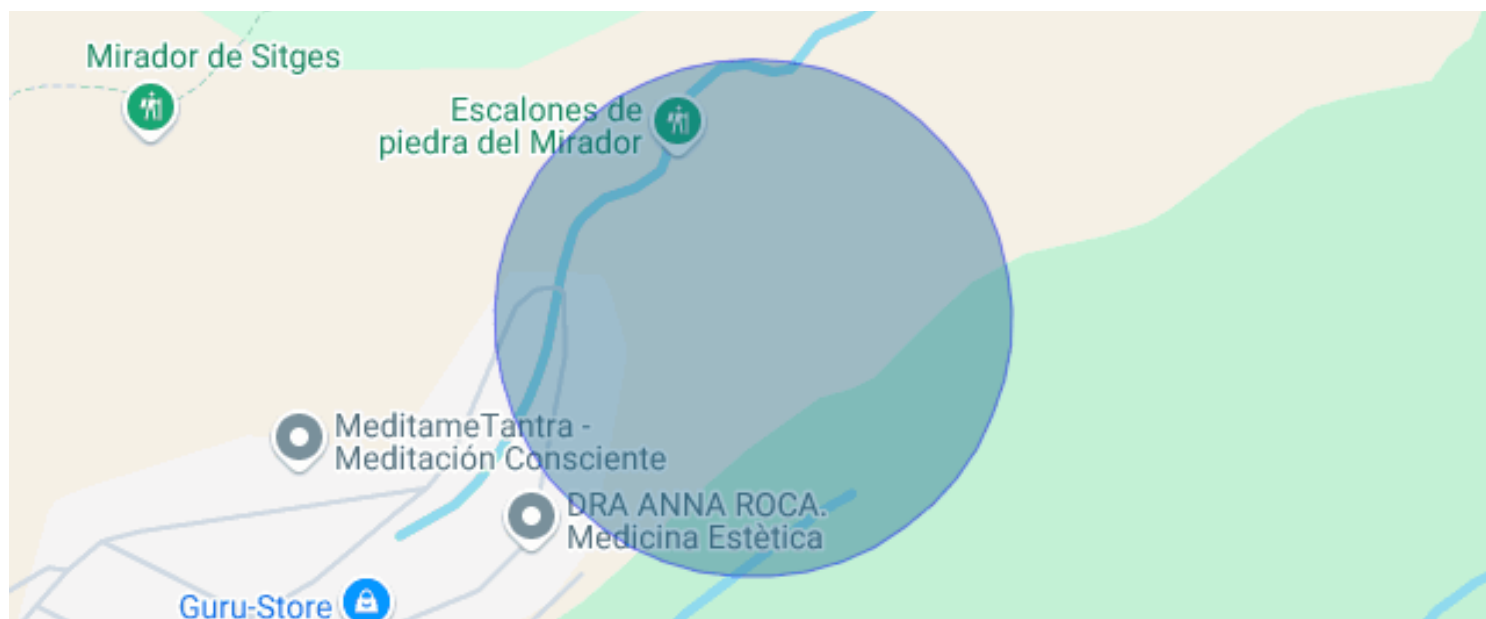 Mirador de Sitges
Escalones de
piedra del Mirador
MeditameTantra -
Meditación Consciente
DRA ANNA ROCA.
Medicina Estètica
Guru-Store